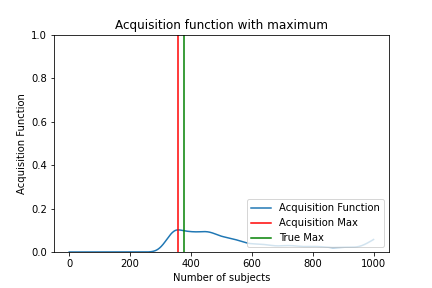 Acquisition function with maximum
1.0
0.8
0.6
0.4
0.2
0.0
Acquisition Function
Acquisition Function
Acquisition Max
True Max
0 200 400 600 800 1000
Number of subjects